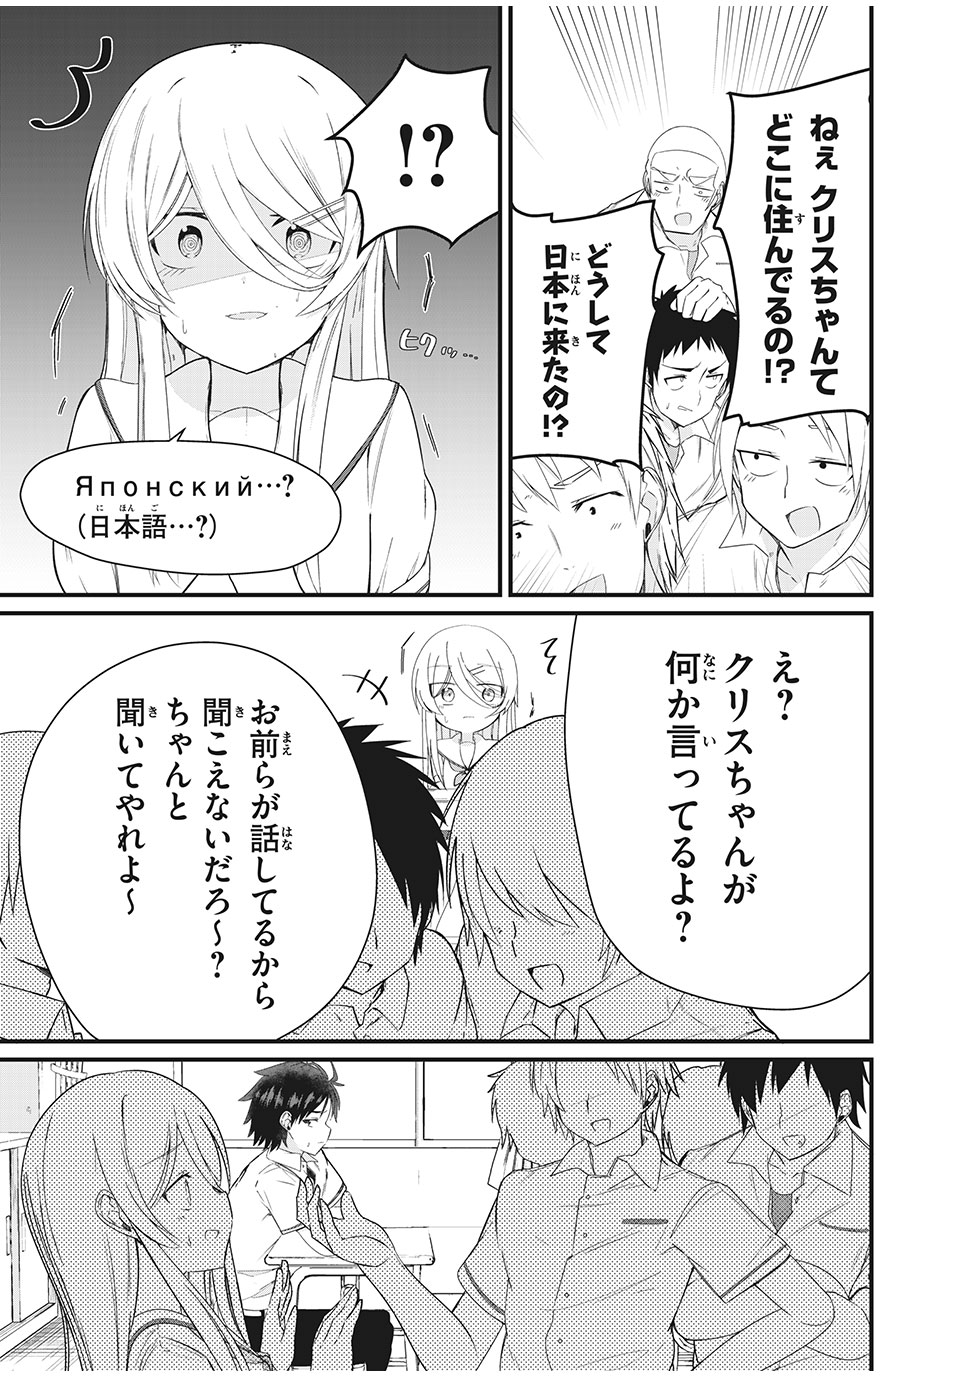 ねぇ クリスちゃんて
どこに住んでるの!?
どうして
日本に来たの!?
!?
ヒクッ…
Японский…?
(日本語…?)
え?
クリスちゃんが
何か言ってるよ?
お前らが話してるから
聞こえないだろ〜?
ちゃんと
聞いてやれよ〜